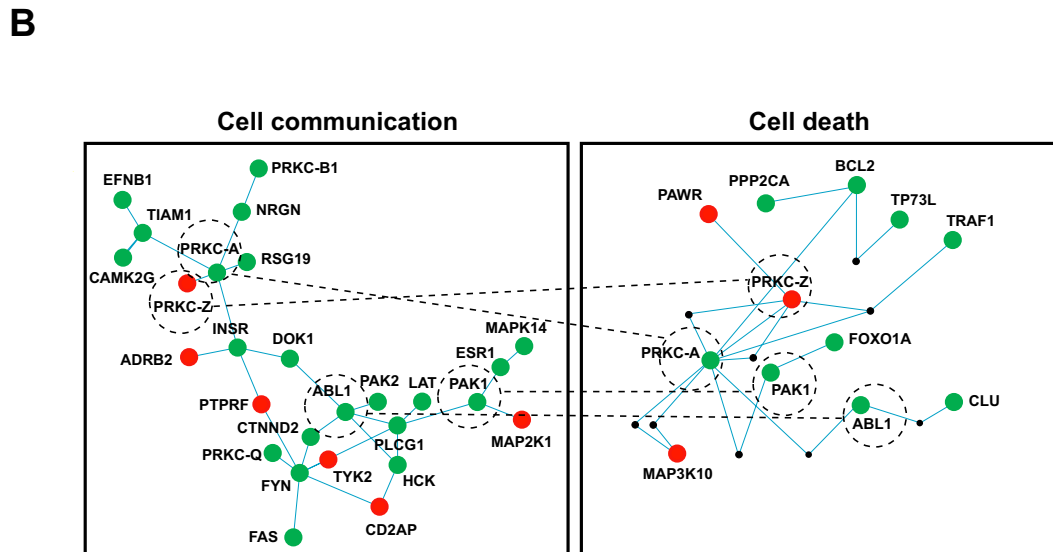 B
Cell communication
Cell death
EFNB1
PRKC-B1
TIAM1
NRGN
PRKC-A
RSG19
CAMK2G
PRKC-Z
INSR
DOK1
ADRB2
MAPK14
ESR1
PTPRF
ABL1
PAK2
LAT
PAK1
CTNND2
PLCG1
MAP2K1
PRKC-Q
FYN
TYK2
HCK
CD2AP
FAS
PAWR
PPP2CA
BCL2
TP73L
TRAF1
PRKC-Z
PRKC-A
FOXO1A
PAK1
ABL1
CLU
MAP3K10